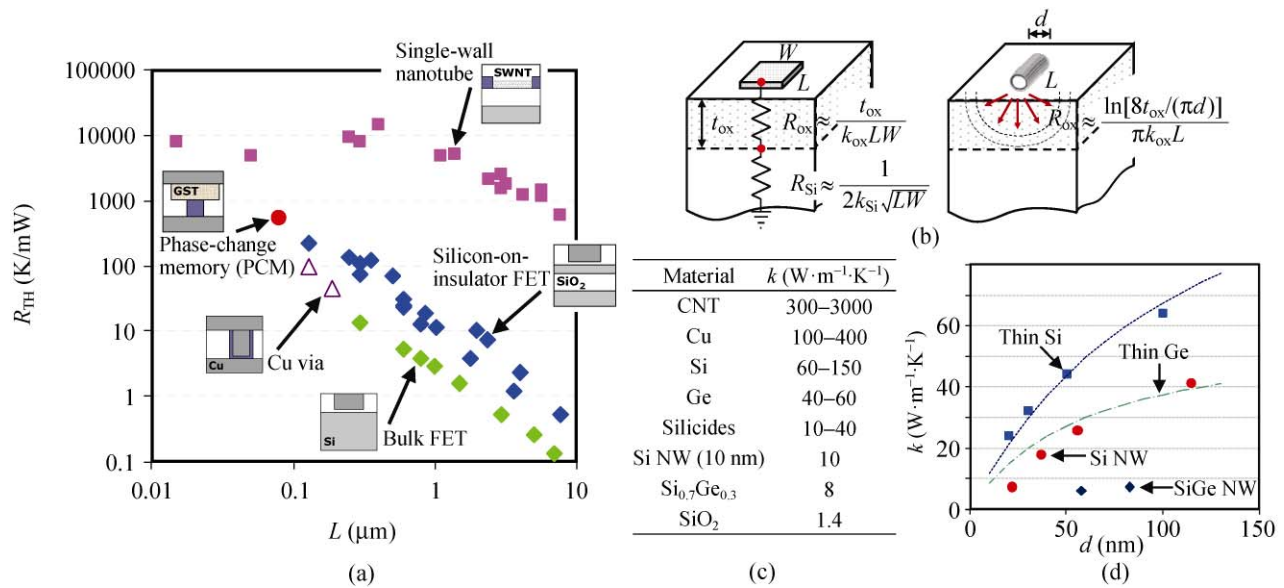 (a)
R_TH (K/mW)
100000
10000
1000
100
10
1
0.1
0.01
0.1
1
10
L (μm)
Single-wall
nanotube
SWNT
GST
Phase-change
memory (PCM)
Silicon-on-
insulator FET
SiO₂
Cu
Cu via
Si
Bulk FET
(a)
W
L
t_ox
R_ox ≈ t_ox / k_ox LW
R_Si ≈ 1 / 2k_Si √LW
d
L
R_ox ≈ ln[8t_ox/(πd)] / πk_ox L
(b)
Material k (W·m⁻¹·K⁻¹)
CNT 300–3000
Cu 100–400
Si 60–150
Ge 40–60
Silicides 10–40
Si NW (10 nm) 10
Si₀.₇Ge₀.₃ 8
SiO₂ 1.4
(c)
k (W·m⁻¹·K⁻¹)
60
40
20
0
0
50
100
150
d (nm)
Thin Si
Thin Ge
Si NW
SiGe NW
(d)